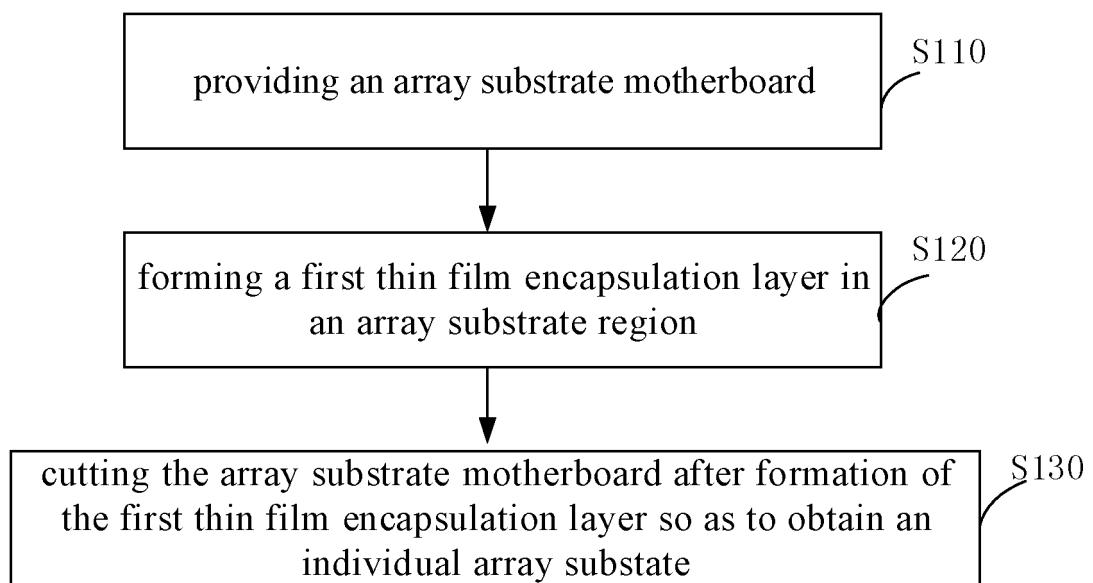 providing an array substrate motherboard
S110
forming a first thin film encapsulation layer in
an array substrate region
S120
cutting the array substrate motherboard after formation of
the first thin film encapsulation layer so as to obtain an
individual array substate
S130